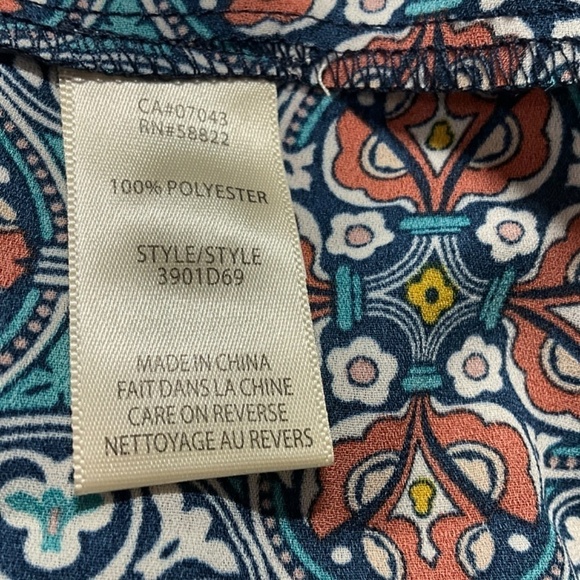 CA#07043
RN#58822
100% POLYESTER
STYLE/STYLE
3901D69
MADE IN CHINA
FAIT DANS LA CHINE
CARE ON REVERSE
NETTOYAGE AU REVERS